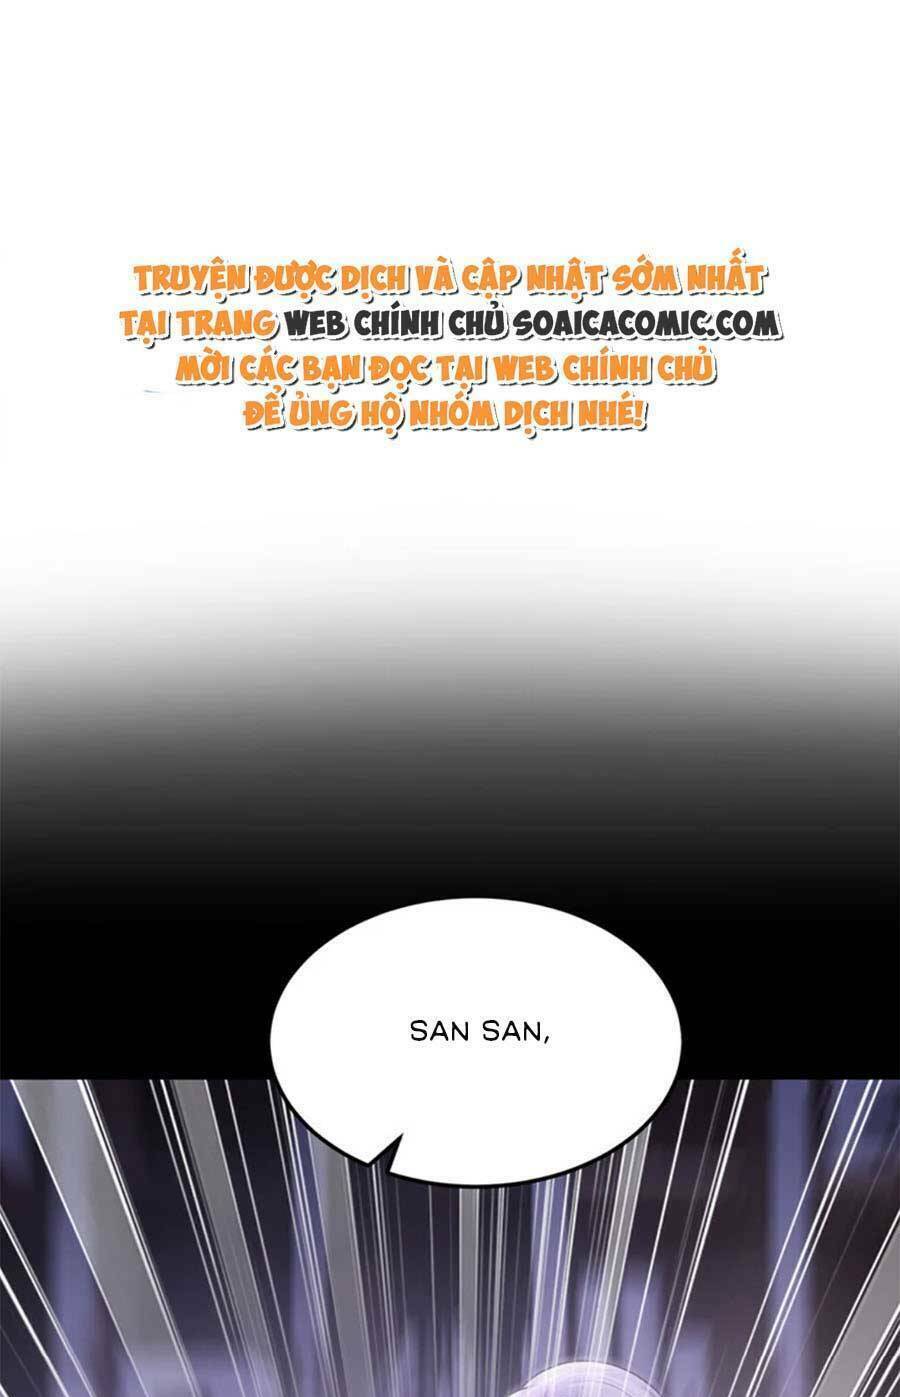 TRUYỆN ĐƯỢC DỊCH VÀ CẬP NHẬT SỚM NHẤT
TẠI TRANG WEB CHÍNH CHỦ SOAICACOMIC.COM
MỜI CÁC BẠN ĐỌC TẠI WEB CHÍNH CHỦ
ĐỂ ỦNG HỘ NHÓM DỊCH NHÉ!
SAN SAN,